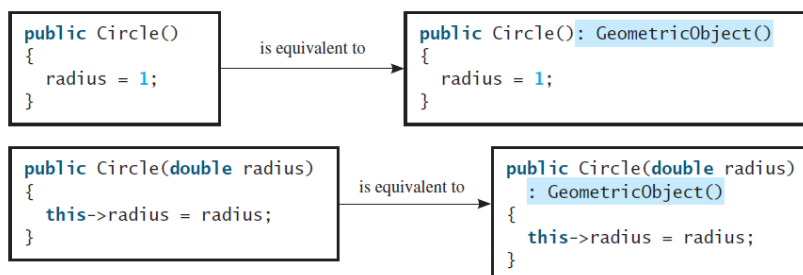 public Circle()
{
  radius = 1;
}
is equivalent to
public Circle(): GeometricObject()
{
  radius = 1;
}
public Circle(double radius)
{
  this->radius = radius;
}
is equivalent to
public Circle(double radius)
  : GeometricObject()
{
  this->radius = radius;
}